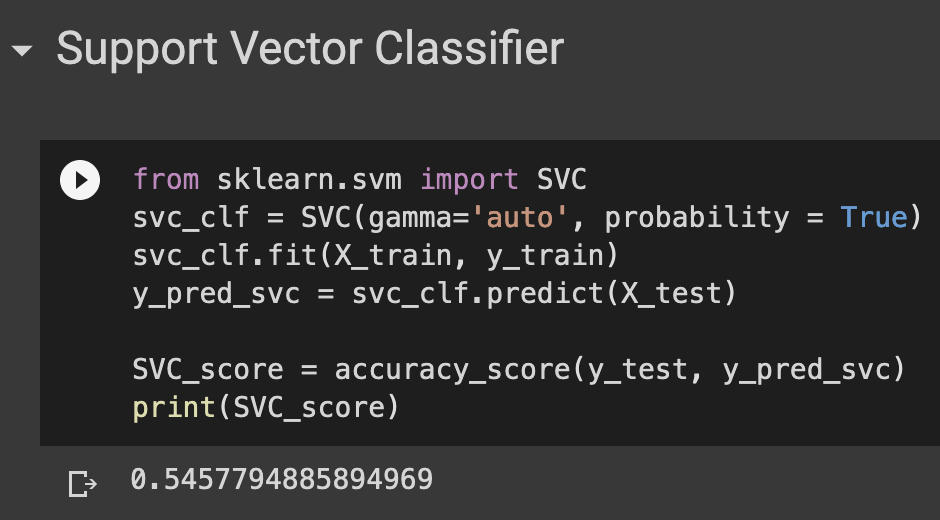 Support Vector Classifier
from sklearn.svm import SVC
svc_clf = SVC(gamma='auto', probability = True)
svc_clf.fit(X_train, y_train)
y_pred_svc = svc_clf.predict(X_test)
SVC_score = accuracy_score(y_test, y_pred_svc)
print(SVC_score)
0.5457794885894969